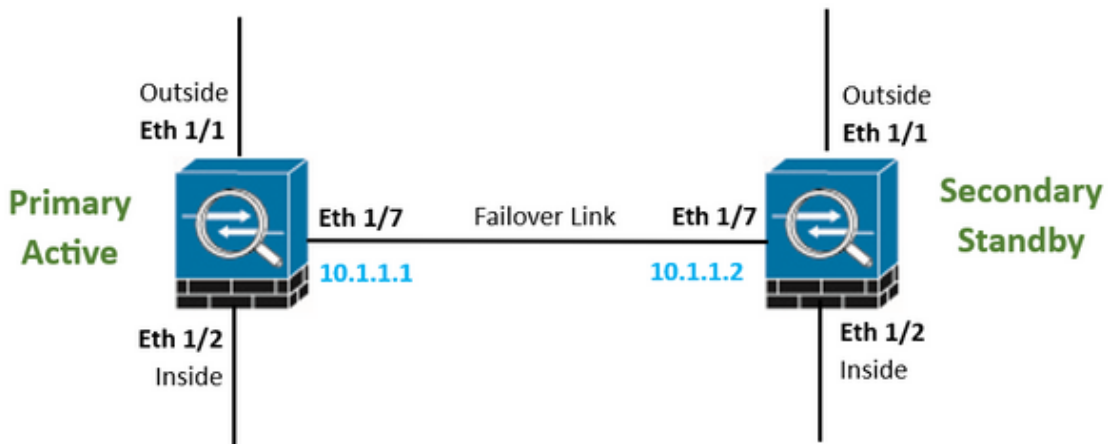 Outside
Eth 1/1
Primary
Active
Eth 1/7
10.1.1.1
Eth 1/2
Inside
Failover Link
Outside
Eth 1/1
Secondary
Standby
Eth 1/7
10.1.1.2
Eth 1/2
Inside